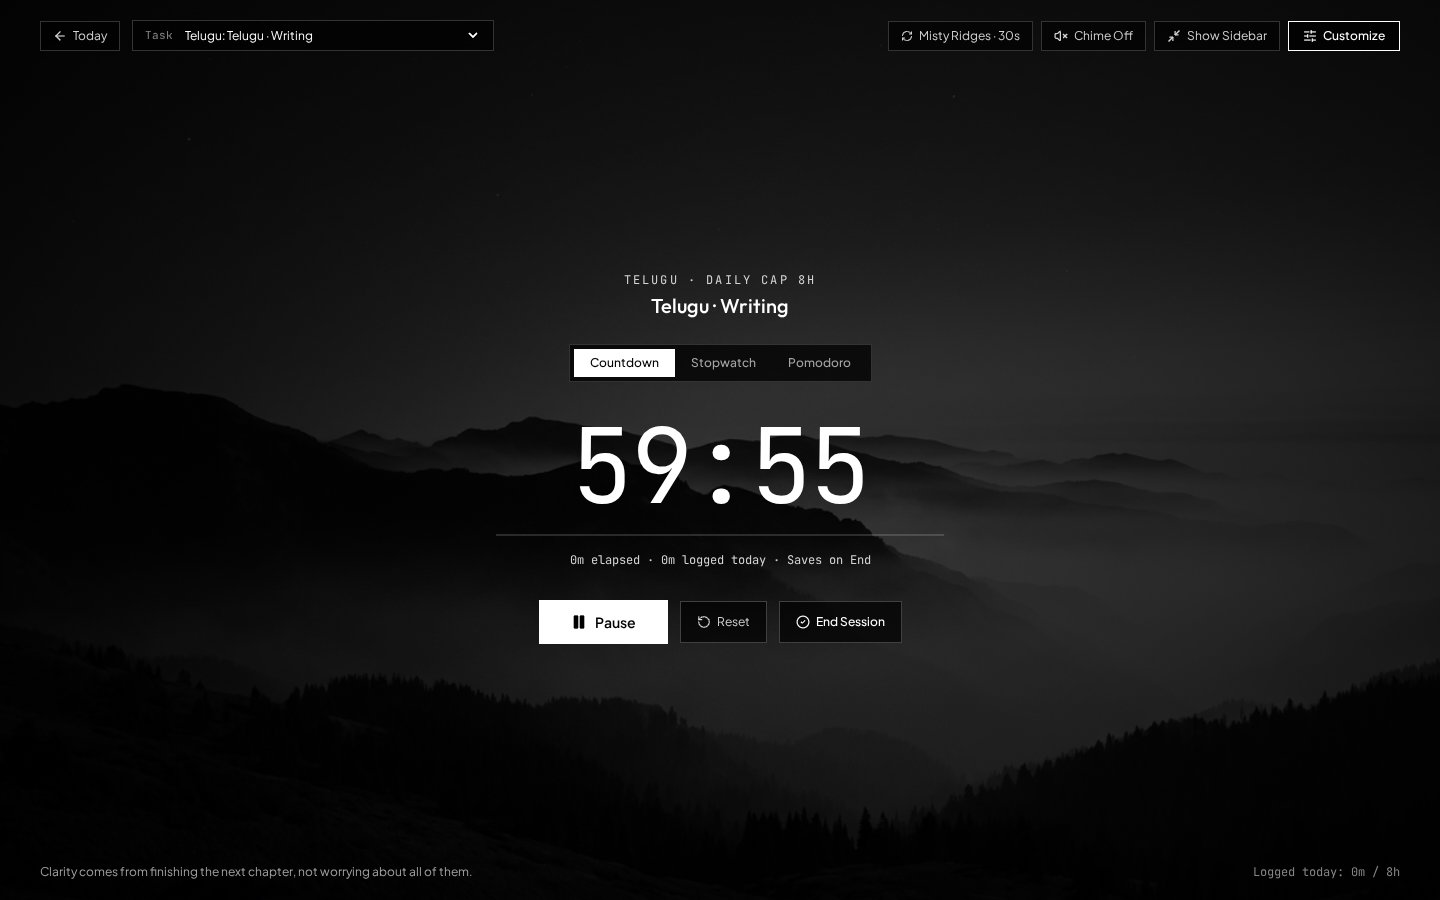 Today
Task Telugu: Telugu · Writing
Misty Ridges · 30s
Chime Off
Show Sidebar
Customize
TELUGU · DAILY CAP 8H
Telugu · Writing
Countdown Stopwatch Pomodoro
59:55
0m elapsed · 0m logged today · Saves on End
Pause Reset End Session
Clarity comes from finishing the next chapter, not worrying about all of them.
Logged today: 0m / 8h